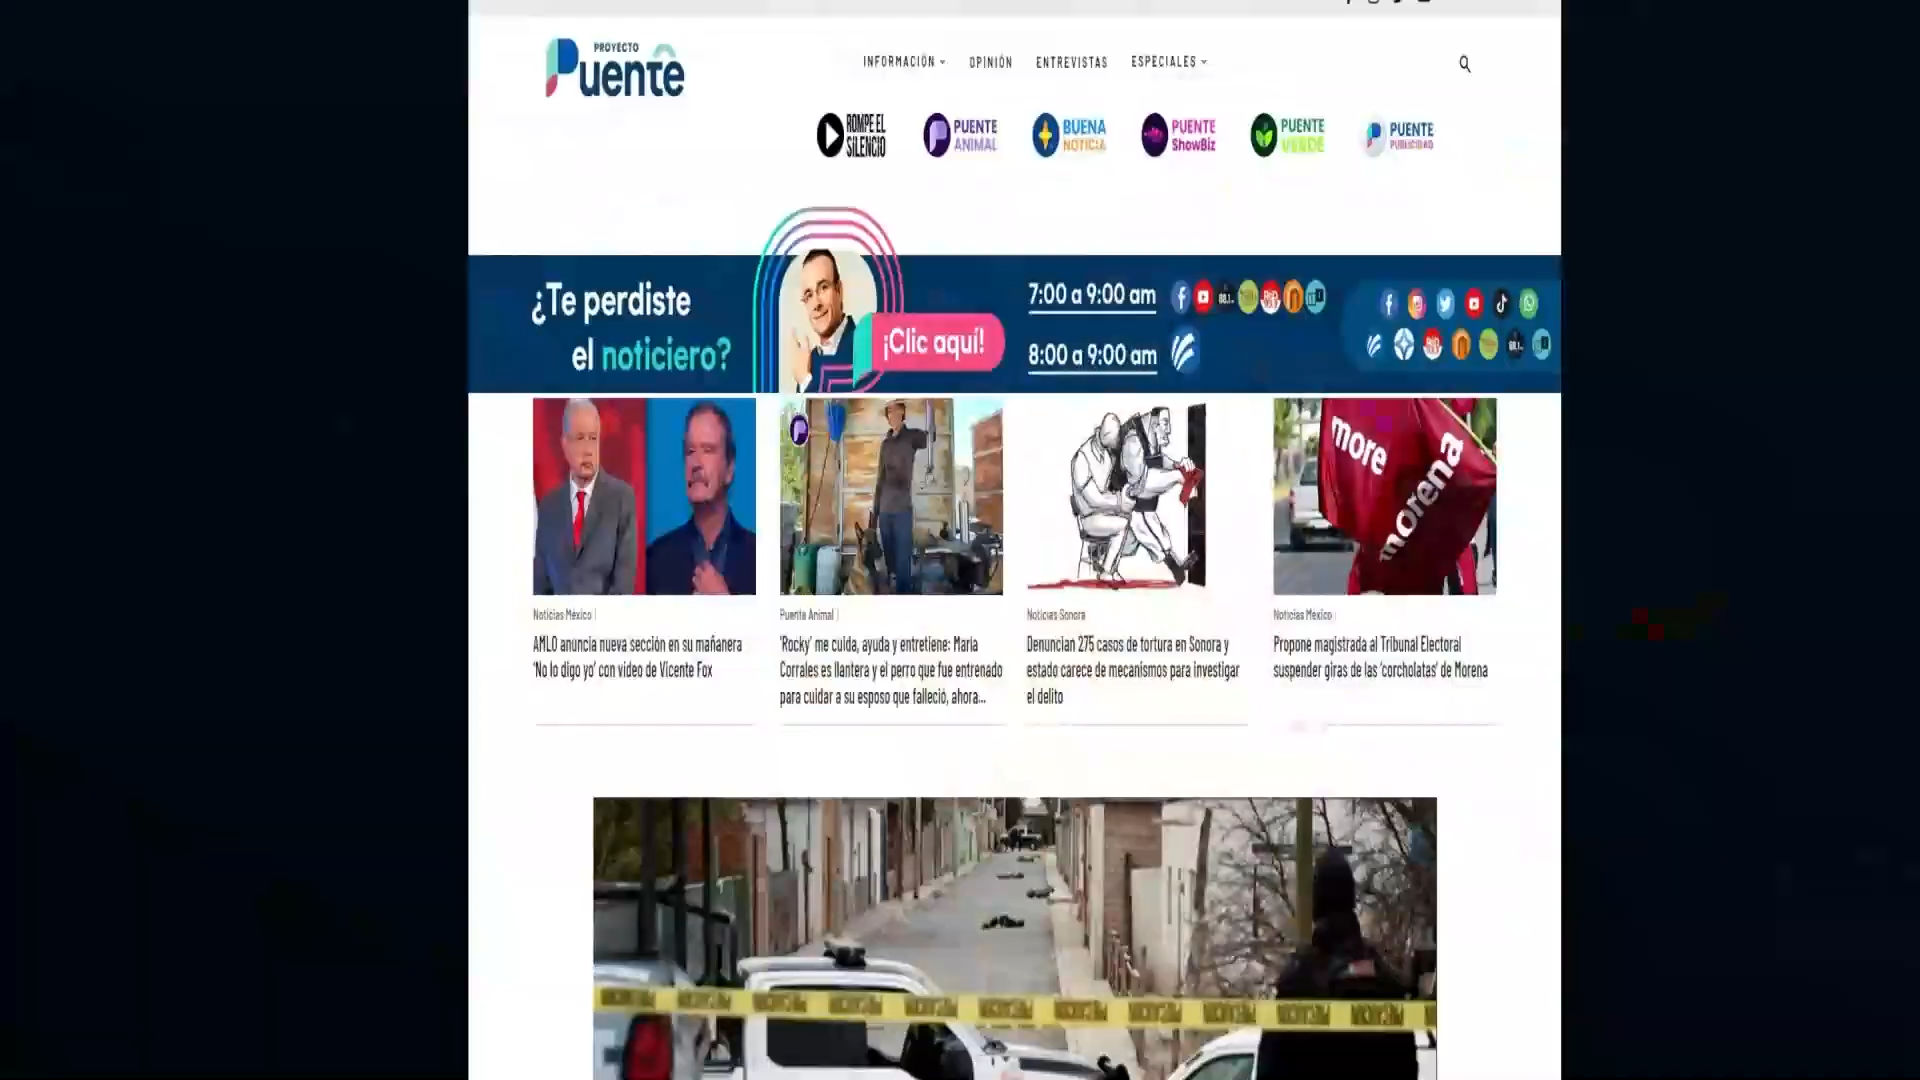 PROYECTO
Puente
INFORMACIÓN
OPINIÓN
ENTREVISTAS
ESPECIALES
ROMPE EL
SILENCIO
PUENTE
ANIMAL
BUENA
NOTICIA
PUENTE
ShowBiz
PUENTE
VERDE
PUENTE
PUBLICIDAD
¿Te perdiste
el noticiero?
¡Clic aquí!
7:00 a 9:00 am
8:00 a 9:00 am
more
morena
Noticias México |
AMLO anuncia nueva sección en su mañanera
'No lo digo yo' con video de Vicente Fox
Puente Animal |
'Rocky' me cuida, ayuda y entretiene: María
Corrales es llantera y el perro que fue entrenado
para cuidar a su esposo que falleció, ahora...
Noticias Sonora
Denuncian 275 casos de tortura en Sonora y
estado carece de mecanismos para investigar
el delito
Noticias México |
Propone magistrada al Tribunal Electoral
suspender giras de las 'corcholatas' de Morena